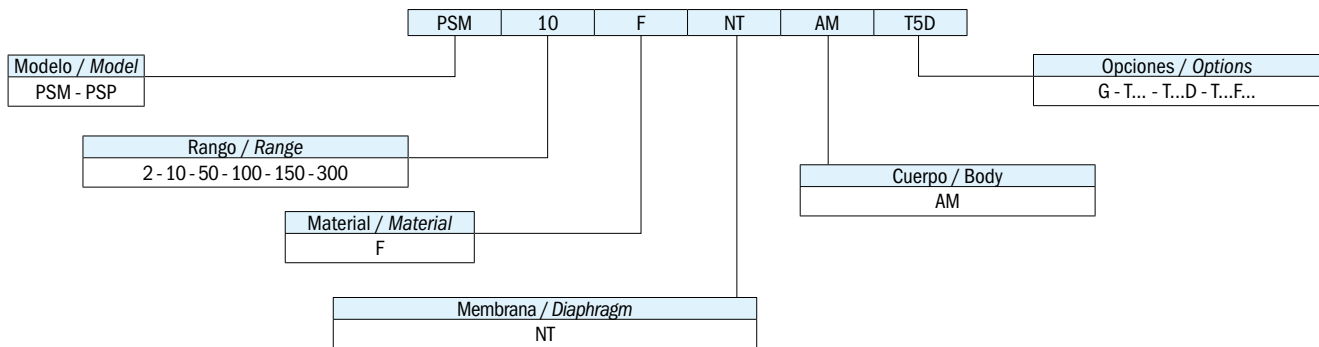 PSM 10 F NT AM T5D
Modelo / Model
PSM - PSP
Opciones / Options
G - T... - T...D - T...F...
Rango / Range
2 - 10 - 50 - 100 - 150 - 300
Cuerpo / Body
AM
Material / Material
F
Membrana / Diaphragm
NT